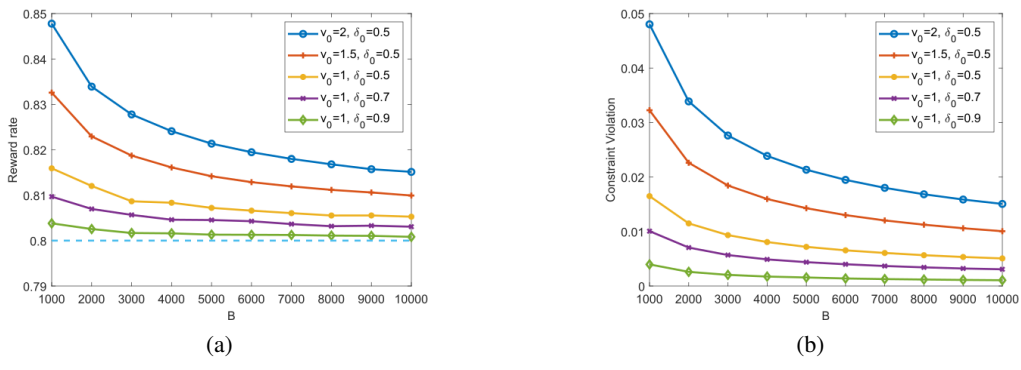 0.85
0.84
0.83
0.82
0.81
0.8
0.79
Reward rate
1000 2000 3000 4000 5000 6000 7000 8000 9000 10000
B
v0=2, δ0=0.5
v0=1.5, δ0=0.5
v0=1, δ0=0.5
v0=1, δ0=0.7
v0=1, δ0=0.9
(a)
0.05
0.04
0.03
0.02
0.01
0
Constraint Violation
1000 2000 3000 4000 5000 6000 7000 8000 9000 10000
B
v0=2, δ0=0.5
v0=1.5, δ0=0.5
v0=1, δ0=0.5
v0=1, δ0=0.7
v0=1, δ0=0.9
(b)